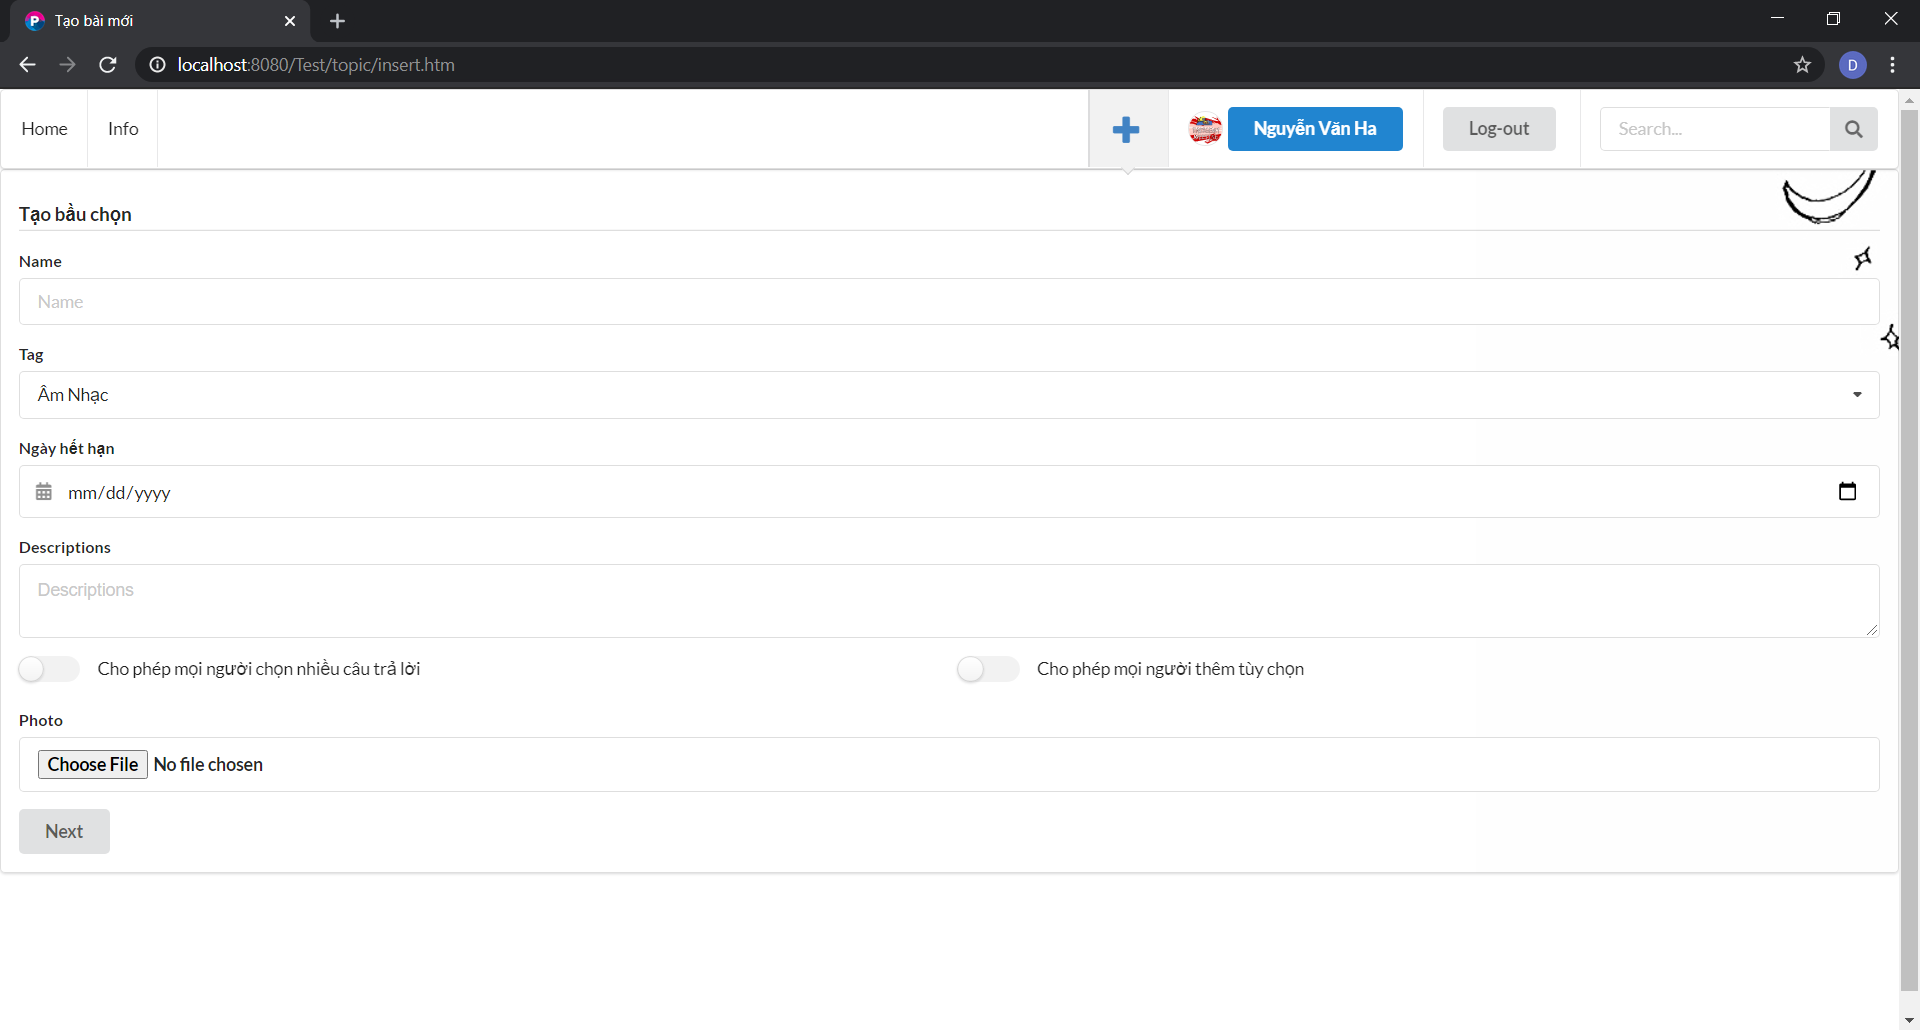 Tạo bài mới
localhost:8080/Test/topic/insert.htm
D
Home
Info
Nguyễn Văn Ha
Log-out
Search...
Tạo bầu chọn
Name
Name
Tag
Âm Nhạc
Ngày hết hạn
mm/dd/yyyy
Descriptions
Descriptions
Cho phép mọi người chọn nhiều câu trả lời
Cho phép mọi người thêm tùy chọn
Photo
Choose File No file chosen
Next